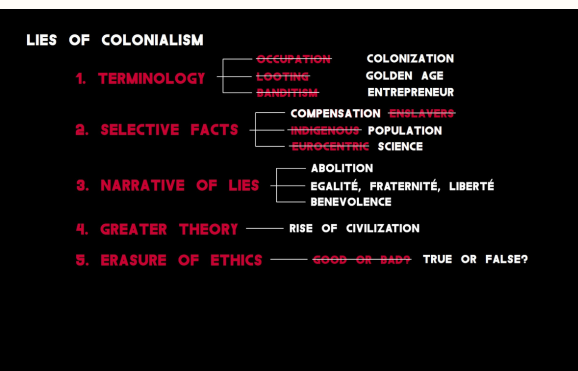 LIES OF COLONIALISM
OCCUPATION COLONIZATION
1. TERMINOLOGY LOOTING GOLDEN AGE
BANDITISM ENTREPRENEUR
COMPENSATION ENSLAVERS
2. SELECTIVE FACTS INDIGENOUS POPULATION
EUROCENTRIC SCIENCE
ABOLITION
3. NARRATIVE OF LIES EGALITÉ, FRATERNITÉ, LIBERTÉ
BENEVOLENCE
4. GREATER THEORY RISE OF CIVILIZATION
5. ERASURE OF ETHICS GOOD OR BAD? TRUE OR FALSE?